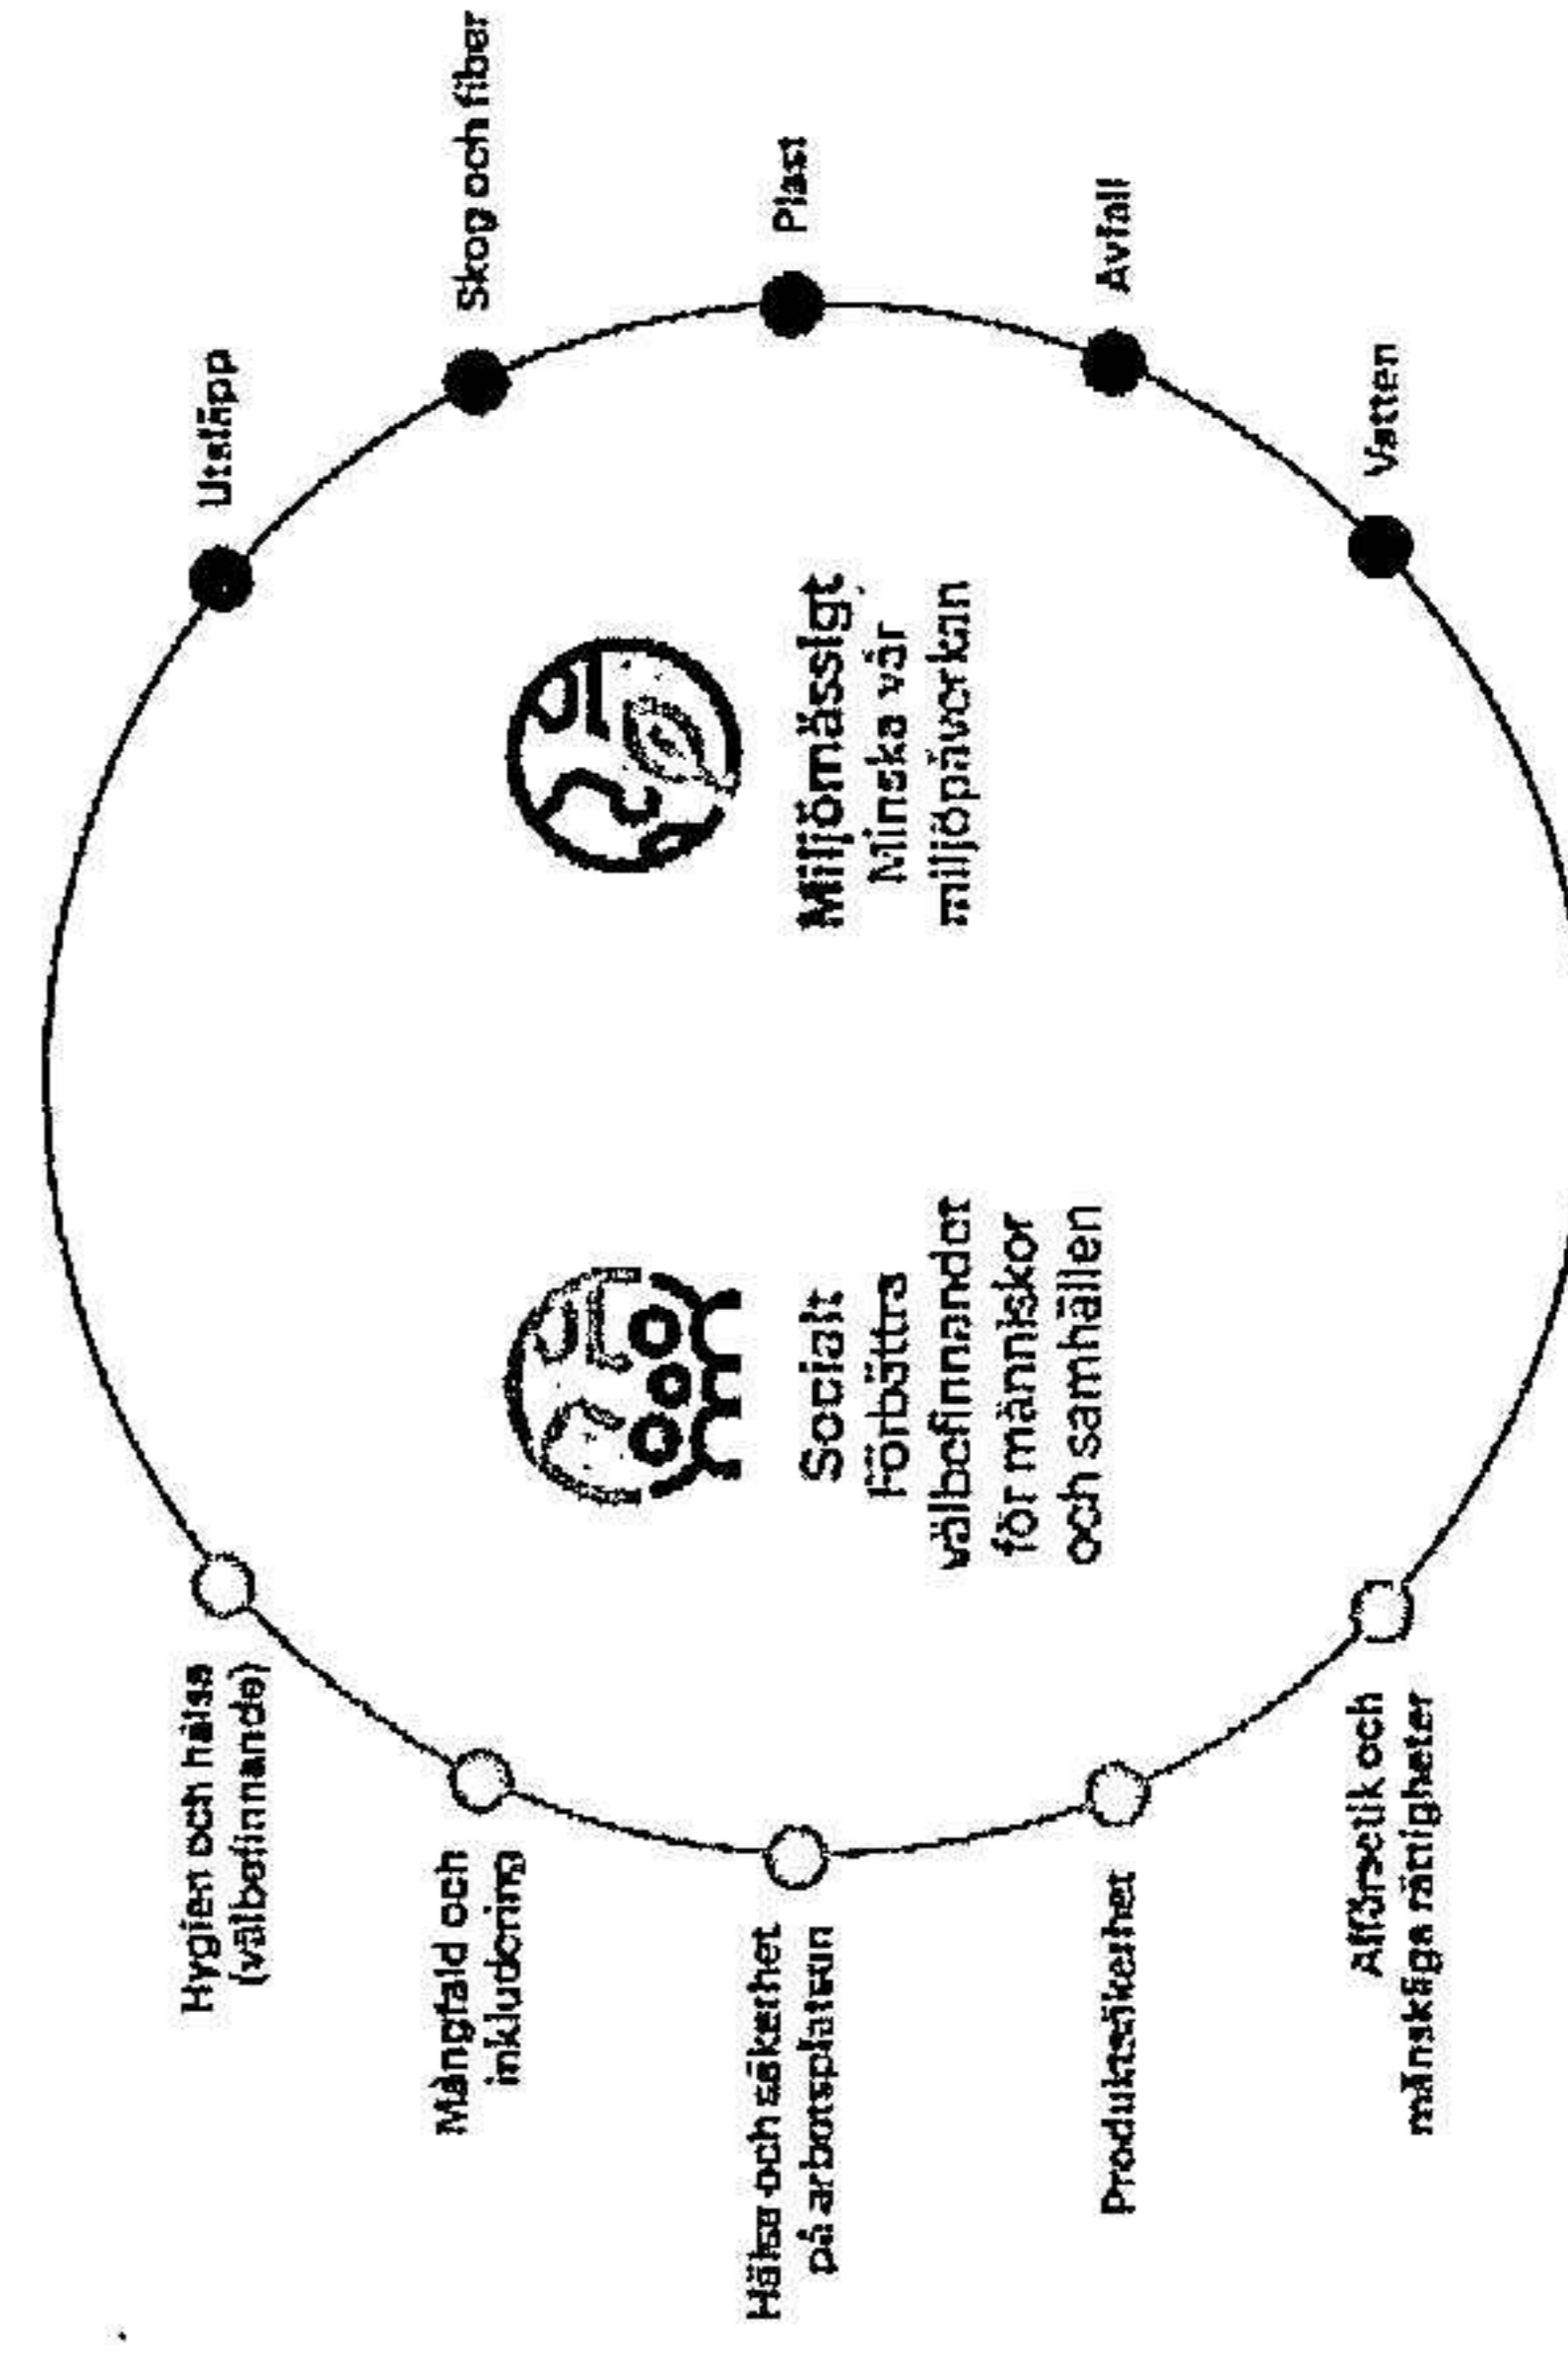 Hygien och hälsa
(välbefinnande)
Mångfald och
inkludering
Hälsa och säkerhet
på arbetsplatsen
Produktsäkerhet
Affärsetik och
mänskliga rättigheter
Socialt
Förbättra
välbefinnandet
för människor
och samhällen
Miljömässigt
Minska vår
miljöpåverkan
Utsläpp
Skog och fiber
Plast
Avfall
Vatten